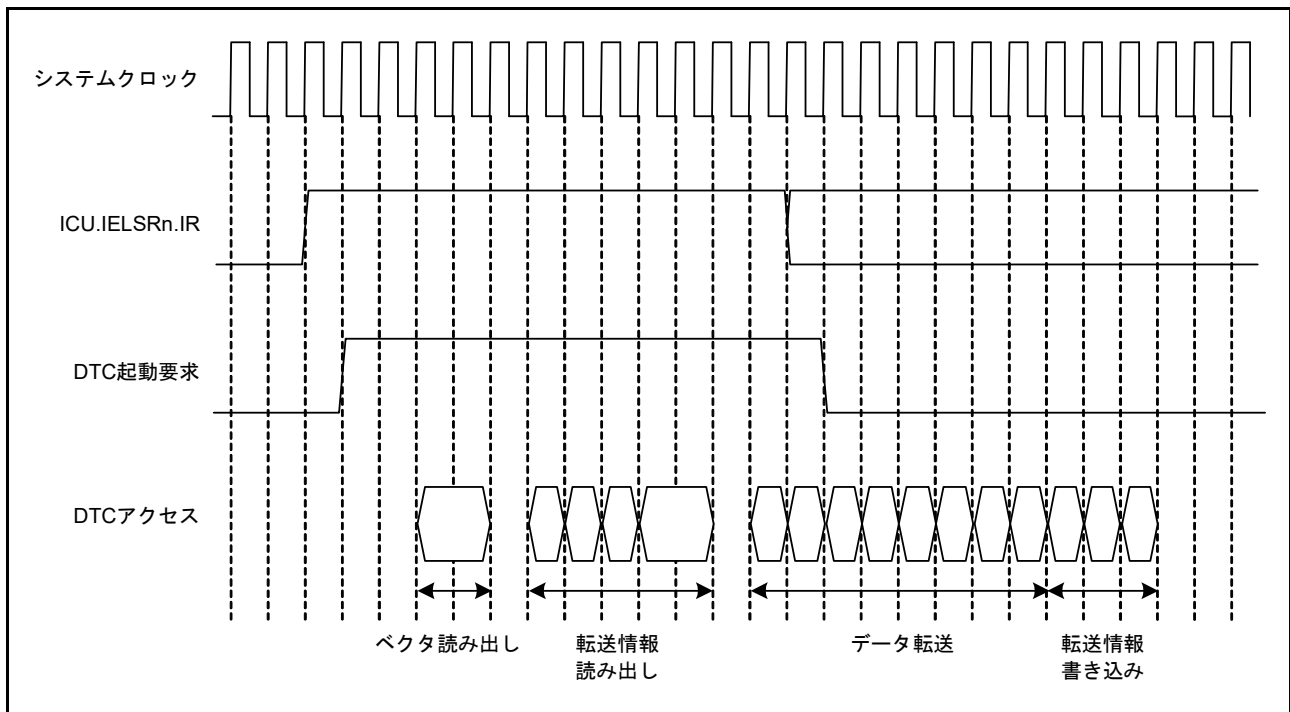 システムクロック
ICU.IELSRn.IR
DTC起動要求
DTCアクセス
ベクタ読み出し
転送情報
読み出し
データ転送
転送情報
書き込み